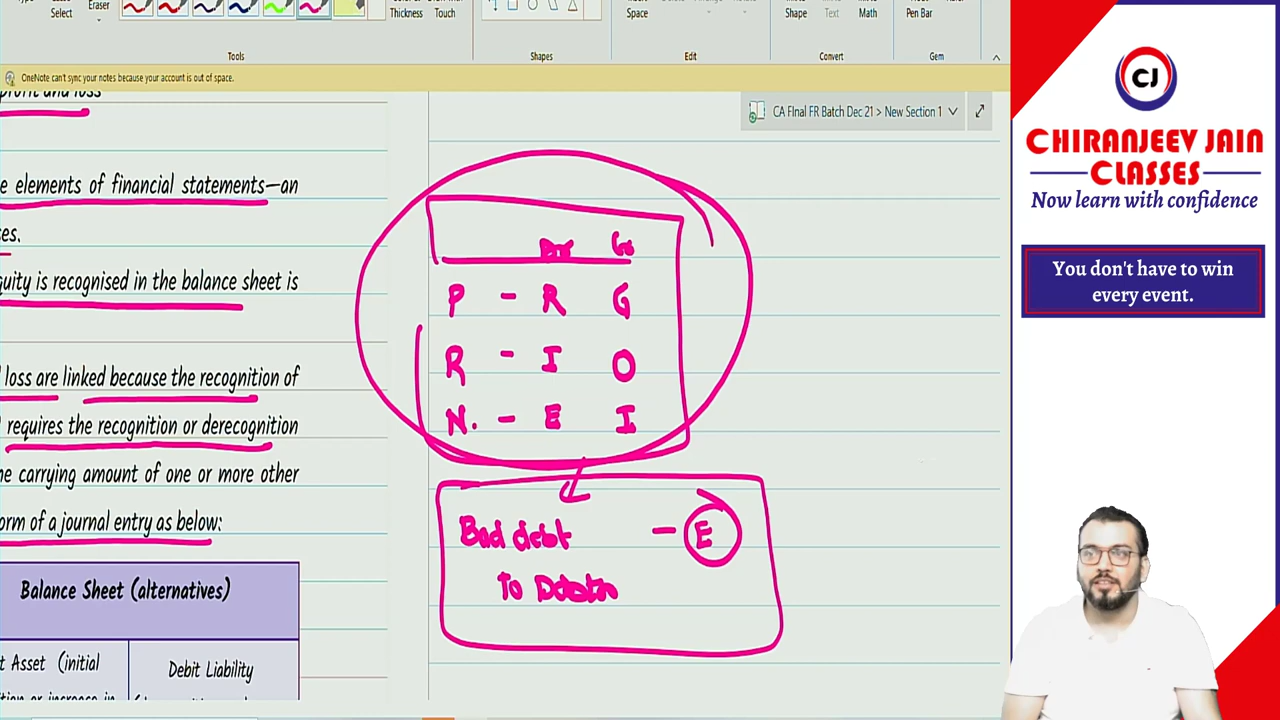 Select
Eraser
Thickness
Touch
Space
Shape
Text
Math
Pen Bar
Tools
Shapes
Edit
Convert
Gem
OneNote can't sync your notes because your account is out of space.
CA FInal FR Batch Dec 21 > New Section 1
profit and loss
elements of financial statements—an
quity is recognised in the balance sheet is
loss are linked because the recognition of
requires the recognition or derecognition
carrying amount of one or more other
orm of a journal entry as below:
Balance Sheet (alternatives)
Asset (initial
Debit Liability
P - R G
R - I O
N. - E I
Bad debt - E
To
CJ
CHIRANJEEV JAIN
CLASSES
Now learn with confidence
You don't have to win
every event.